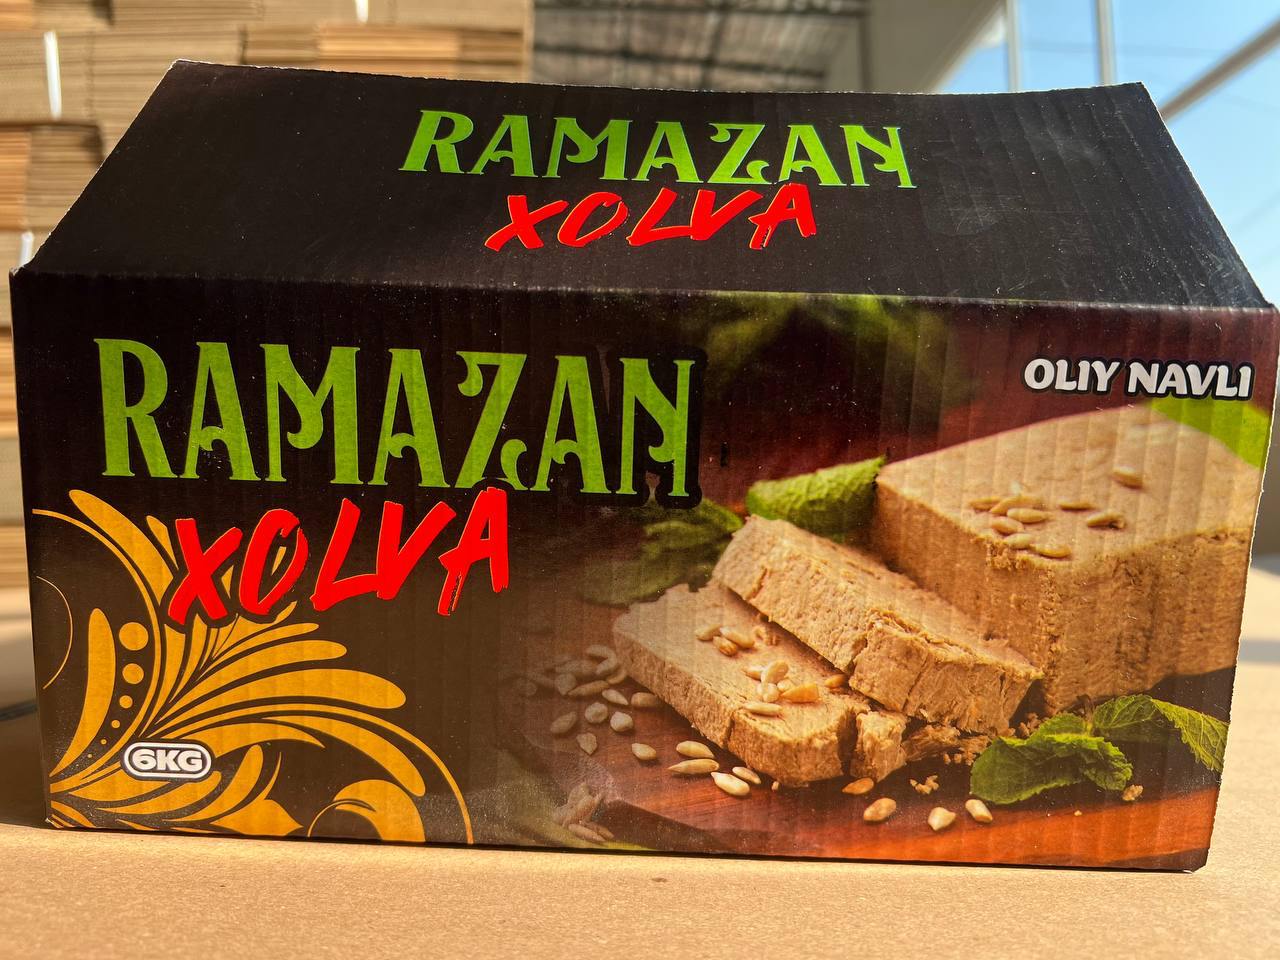 RAMAZAN
XOLVA
RAMAZAN
XOLVA
OLIY NAVLI
6KG